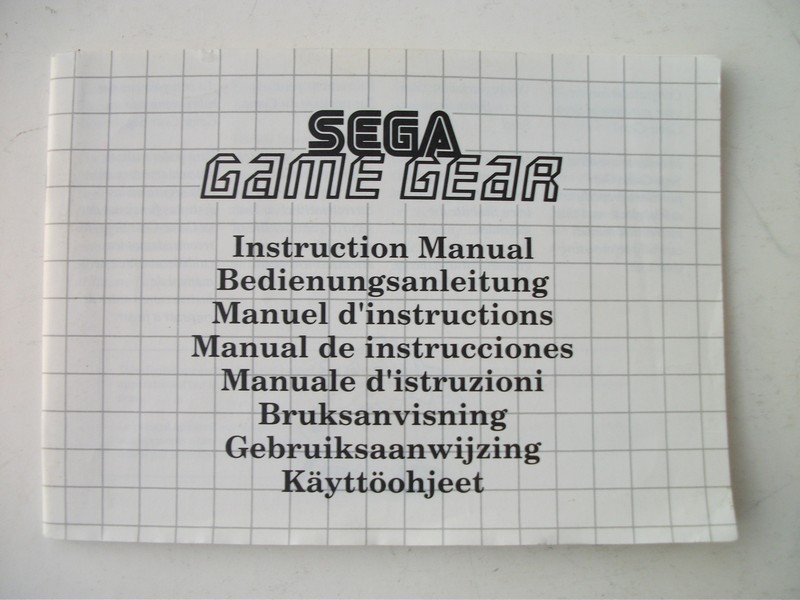 SEGA
GAME GEAR
Instruction Manual
Bedienungsanleitung
Manuel d'instructions
Manual de instrucciones
Manuale d'istruzioni
Bruksanvisning
Gebruiksaanwijzing
Käyttöohjeet